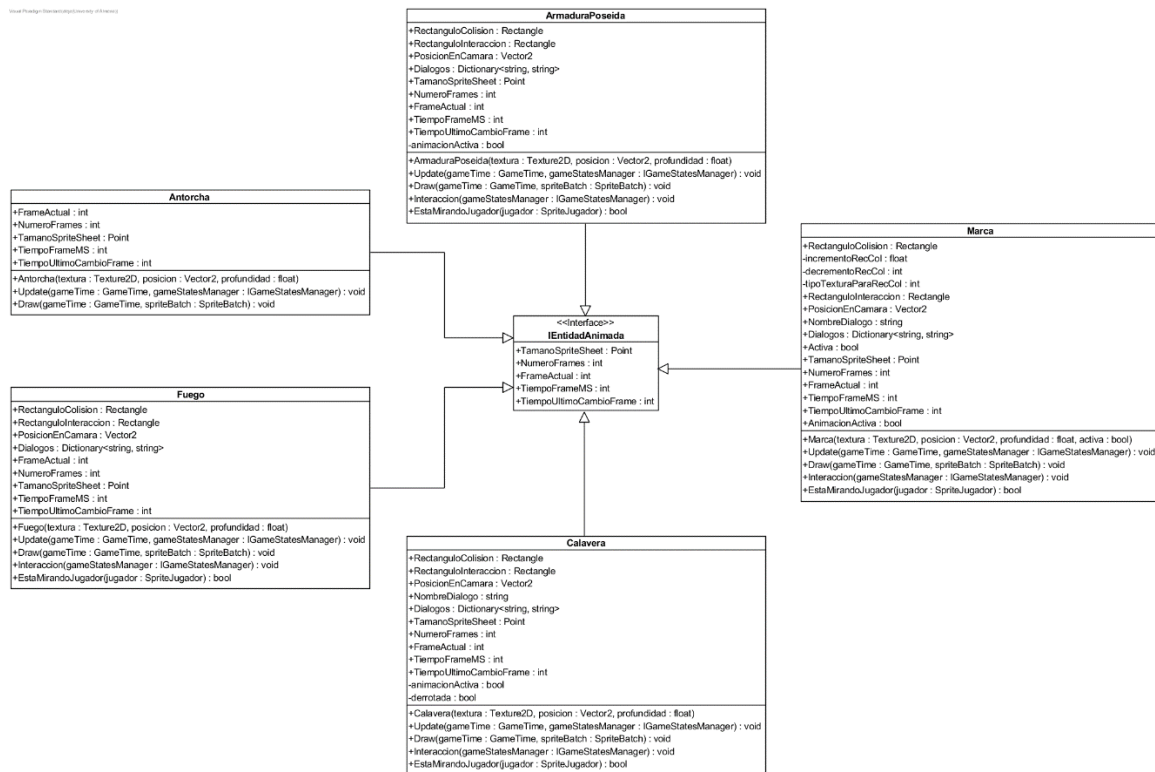 Visual Paradigm Standard
ArmaduraPoseida
+RectanguloColision : Rectangle
+RectanguloInteraccion : Rectangle
+PosicionEnCamara : Vector2
+Dialogos : Dictionary<string, string>
+TamanoSpriteSheet : Point
+NumeroFrames : int
+FrameActual : int
+TiempoFrameMS : int
+TiempoUltimoCambioFrame : int
-animacionActiva : bool
+ArmaduraPoseida(textura : Texture2D, posicion : Vector2, profundidad : float)
+Update(gameTime : GameTime, gameStatesManager : IGameStatesManager) : void
+Draw(gameTime : GameTime, spriteBatch : SpriteBatch) : void
+Interaccion(gameStatesManager : IGameStatesManager) : void
+EstaMirandoJugador(jugador : SpriteJugador) : bool
Antorcha
+FrameActual : int
+NumeroFrames : int
+TamanoSpriteSheet : Point
+TiempoFrameMS : int
+TiempoUltimoCambioFrame : int
+Antorcha(textura : Texture2D, posicion : Vector2, profundidad : float)
+Update(gameTime : GameTime, gameStatesManager : IGameStatesManager) : void
+Draw(gameTime : GameTime, spriteBatch : SpriteBatch) : void
Marca
+RectanguloColision : Rectangle
-incrementoRecCol : float
-decrementoRecCol : int
-tipoTexturaParaRecCol : int
+RectanguloInteraccion : Rectangle
+PosicionEnCamara : Vector2
+NombreDialogo : string
+Dialogos : Dictionary<string, string>
+Activa : bool
+TamanoSpriteSheet : Point
+NumeroFrames : int
+FrameActual : int
+TiempoFrameMS : int
+TiempoUltimoCambioFrame : int
+AnimacionActiva : bool
+Marca(textura : Texture2D, posicion : Vector2, profundidad : float, activa : bool)
+Update(gameTime : GameTime, gameStatesManager : IGameStatesManager) : void
+Draw(gameTime : GameTime, spriteBatch : SpriteBatch) : void
+Interaccion(gameStatesManager : IGameStatesManager) : void
+EstaMirandoJugador(jugador : SpriteJugador) : bool
<<Interface>>
IEntidadAnimada
+TamanoSpriteSheet : Point
+NumeroFrames : int
+FrameActual : int
+TiempoFrameMS : int
+TiempoUltimoCambioFrame : int
Fuego
+RectanguloColision : Rectangle
+RectanguloInteraccion : Rectangle
+PosicionEnCamara : Vector2
+Dialogos : Dictionary<string, string>
+FrameActual : int
+NumeroFrames : int
+TamanoSpriteSheet : Point
+TiempoFrameMS : int
+TiempoUltimoCambioFrame : int
+Fuego(textura : Texture2D, posicion : Vector2, profundidad : float)
+Update(gameTime : GameTime, gameStatesManager : IGameStatesManager) : void
+Draw(gameTime : GameTime, spriteBatch : SpriteBatch) : void
+Interaccion(gameStatesManager : IGameStatesManager) : void
+EstaMirandoJugador(jugador : SpriteJugador) : bool
Calavera
+RectanguloColision : Rectangle
+RectanguloInteraccion : Rectangle
+PosicionEnCamara : Vector2
+NombreDialogo : string
+Dialogos : Dictionary<string, string>
+TamanoSpriteSheet : Point
+NumeroFrames : int
+FrameActual : int
+TiempoFrameMS : int
+TiempoUltimoCambioFrame : int
-animacionActiva : bool
-derrotada : bool
+Calavera(textura : Texture2D, posicion : Vector2, profundidad : float)
+Update(gameTime : GameTime, gameStatesManager : IGameStatesManager) : void
+Draw(gameTime : GameTime, spriteBatch : SpriteBatch) : void
+Interaccion(gameStatesManager : IGameStatesManager) : void
+EstaMirandoJugador(jugador : SpriteJugador) : bool